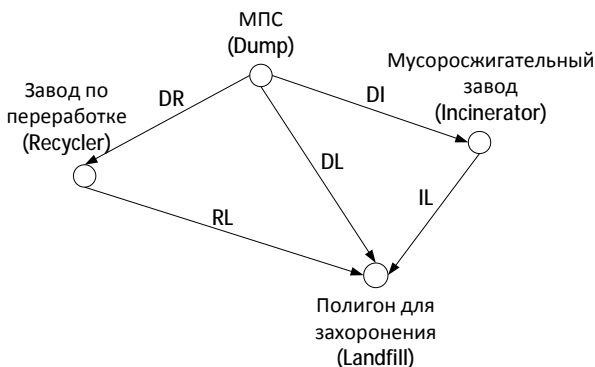 МПС
(Dump)
Мусоросжигательный
завод
(Incinerator)
Завод по
переработке
(Recycler)
DR
DI
DL
RL
IL
Полигон для
захоронения
(Landfill)